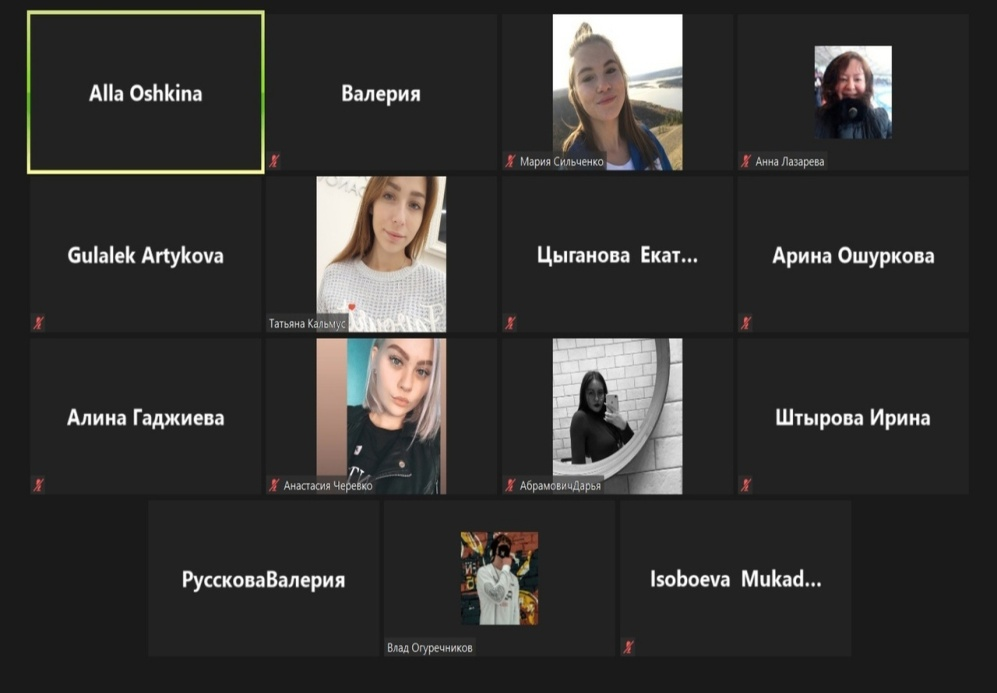 Alla Oshkina
Валерия
Мария Сильченко
Анна Лазарева
Gulalek Artykova
Татьяна Кальмус
Цыганова Екат...
Арина Ошуркова
Алина Гаджиева
Анастасия Черевко
АбрамовичДарья
Штырова Ирина
РуссковаВалерия
Влад Огуречников
Isoboeva Mukad...